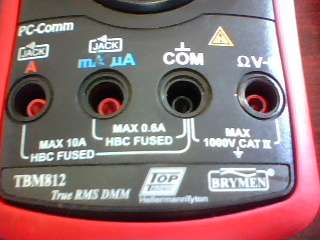 PC-Comm
JACK
JACK
A
mA µA
COM
ΩV
MAX 10A
HBC FUSED
MAX 0.6A
HBC FUSED
MAX
1000V CAT II
TBM812
True RMS DMM
TOP
HellermannTyton
BRYMEN